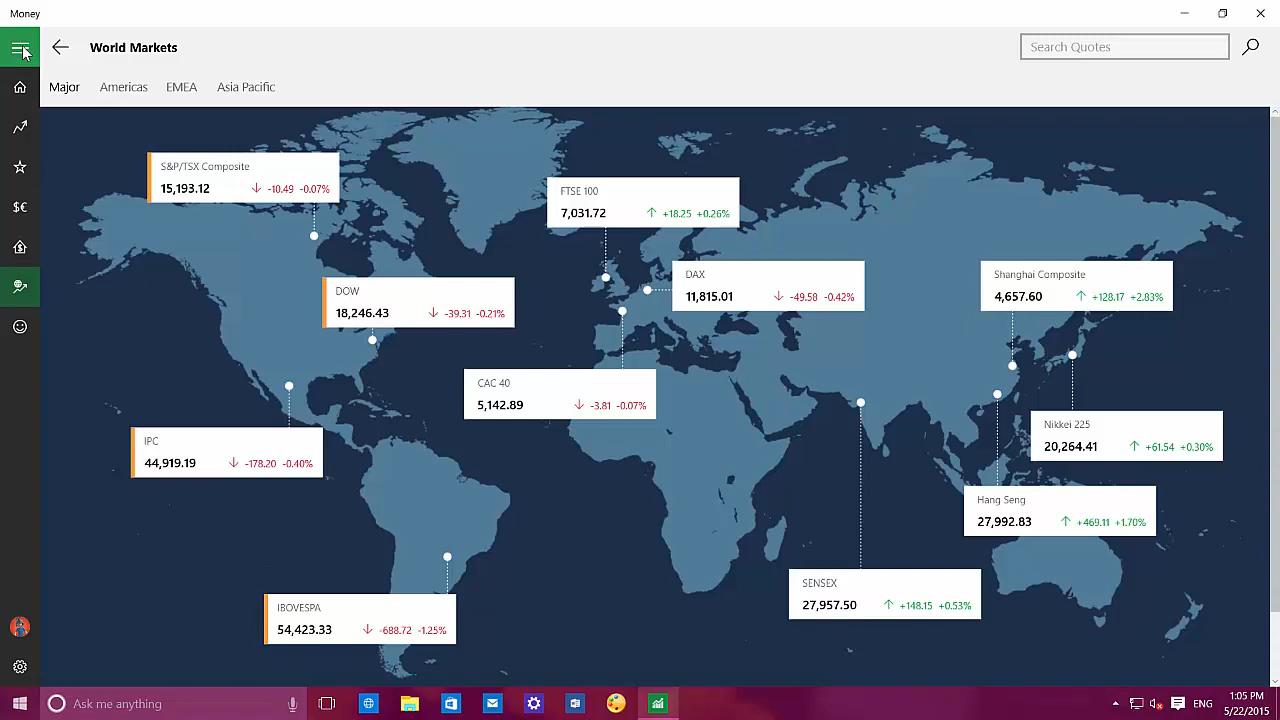 Money
World Markets
Search Quotes
Major Americas EMEA Asia Pacific
S&P/TSX Composite
15,193.12 -10.49 -0.07%
FTSE 100
7,031.72 +18.25 +0.26%
DAX
11,815.01 -49.58 -0.42%
Shanghai Composite
4,657.60 +128.17 +2.83%
DOW
18,246.43 -39.31 -0.21%
CAC 40
5,142.89 -3.81 -0.07%
Nikkei 225
20,264.41 +61.54 +0.30%
IPC
44,919.19 -178.20 -0.40%
Hang Seng
27,992.83 +469.11 +1.70%
SENSEX
27,957.50 +148.15 +0.53%
IBOVESPA
54,423.33 -688.72 -1.25%
$€
Ask me anything
ENG
1:05 PM
5/22/2015